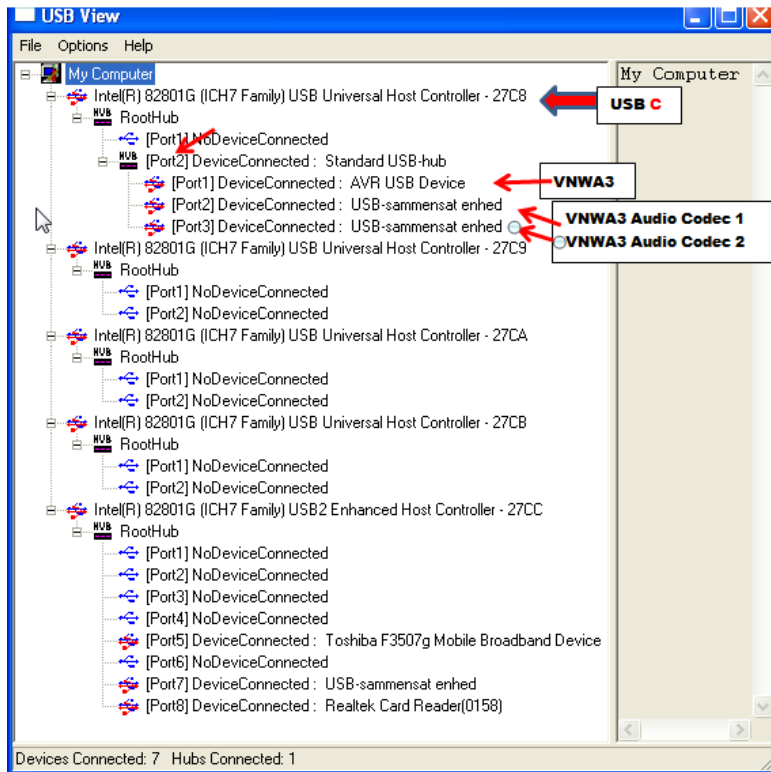 USB View
File Options Help
My Computer
My Computer
Intel(R) 82801G (ICH7 Family) USB Universal Host Controller - 27C8
USB C
HUB RootHub
[Port1] NoDeviceConnected
HUB [Port2] DeviceConnected : Standard USB-hub
[Port1] DeviceConnected : AVR USB Device
VNWA3
[Port2] DeviceConnected : USB-sammensat enhed
VNWA3 Audio Codec 1
[Port3] DeviceConnected : USB-sammensat enhed
VNWA3 Audio Codec 2
Intel(R) 82801G (ICH7 Family) USB Universal Host Controller - 27C9
HUB RootHub
[Port1] NoDeviceConnected
[Port2] NoDeviceConnected
Intel(R) 82801G (ICH7 Family) USB Universal Host Controller - 27CA
HUB RootHub
[Port1] NoDeviceConnected
[Port2] NoDeviceConnected
Intel(R) 82801G (ICH7 Family) USB Universal Host Controller - 27CB
HUB RootHub
[Port1] NoDeviceConnected
[Port2] NoDeviceConnected
Intel(R) 82801G (ICH7 Family) USB2 Enhanced Host Controller - 27CC
HUB RootHub
[Port1] NoDeviceConnected
[Port2] NoDeviceConnected
[Port3] NoDeviceConnected
[Port4] NoDeviceConnected
[Port5] DeviceConnected : Toshiba F3507g Mobile Broadband Device
[Port6] NoDeviceConnected
[Port7] DeviceConnected : USB-sammensat enhed
[Port8] DeviceConnected : Realtek Card Reader(0158)
Devices Connected: 7 Hubs Connected: 1